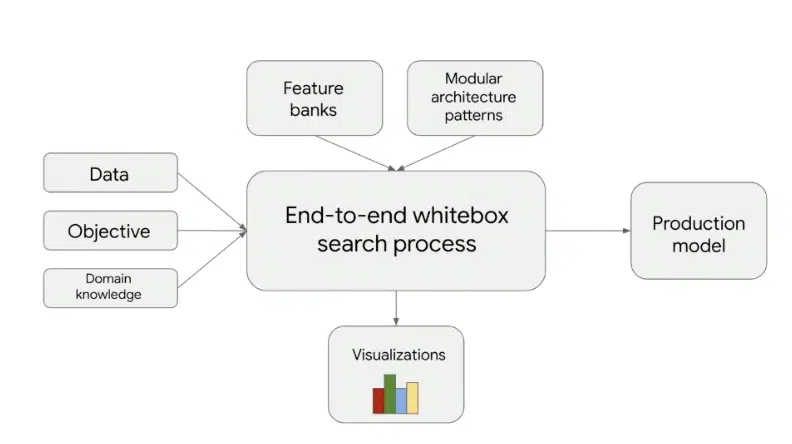 Feature
banks
Modular
architecture
patterns
Data
Objective
Domain
knowledge
End-to-end whitebox
search process
Production
model
Visualizations